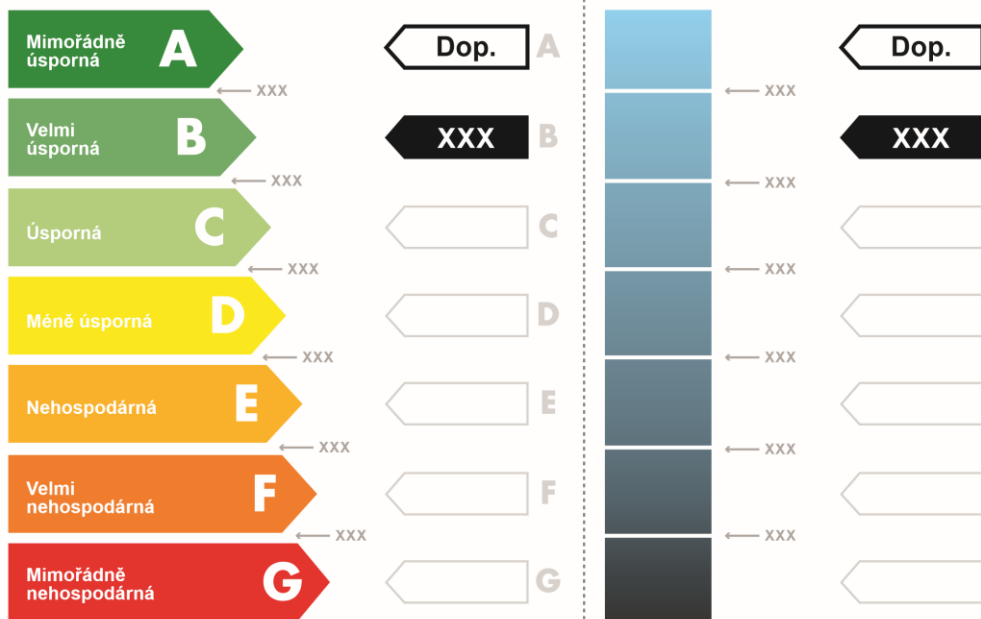 Mimořádně
úsporná
A
Dop.
A
Dop.
XXX
XXX
Velmi
úsporná
B
XXX
B
XXX
XXX
XXX
Úsporná
C
C
XXX
XXX
Méně úsporná
D
D
XXX
XXX
Nehospodárná
E
E
XXX
XXX
Velmi
nehospodárná
F
F
XXX
XXX
Mimořádně
nehospodárná
G
G